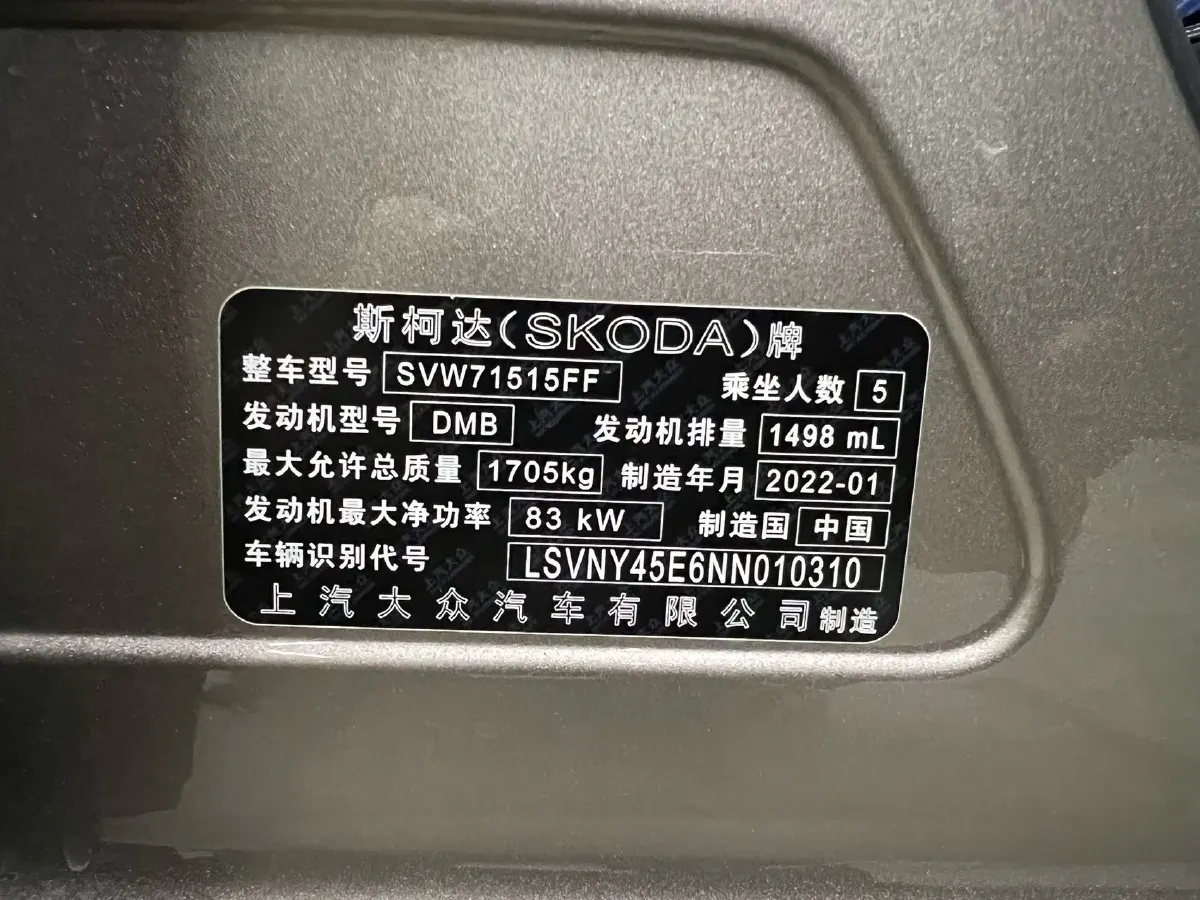 斯柯达(SKODA)牌
整车型号 SVW71515FF 乘坐人数 5
发动机型号 DMB 发动机排量 1498 mL
最大允许总质量 1705kg 制造年月 2022-01
发动机最大净功率 83 kW 制造国 中国
车辆识别代号 LSVNY45E6NN010310
上汽大众汽车有限公司制造